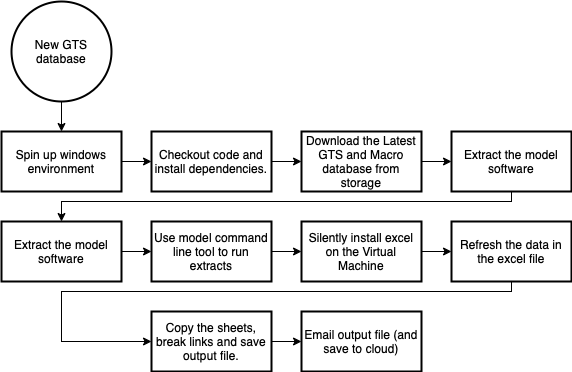 New GTS
database
Spin up windows
environment
Checkout code and
install dependencies.
Download the Latest
GTS and Macro
database from
storage
Extract the model
software
Extract the model
software
Use model command
line tool to run
extracts
Silently install excel
on the Virtual
Machine
Refresh the data in
the excel file
Copy the sheets,
break links and save
output file.
Email output file (and
save to cloud)